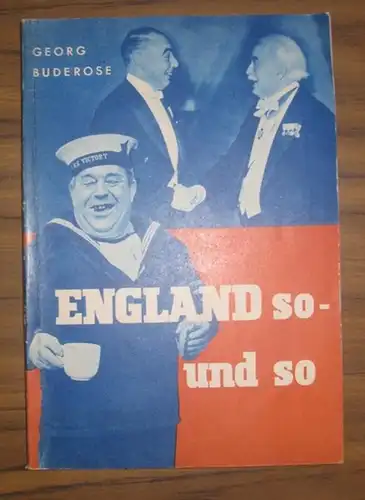 GEORG
BUDEROSE
VICTORY
ENGLAND so-
und so